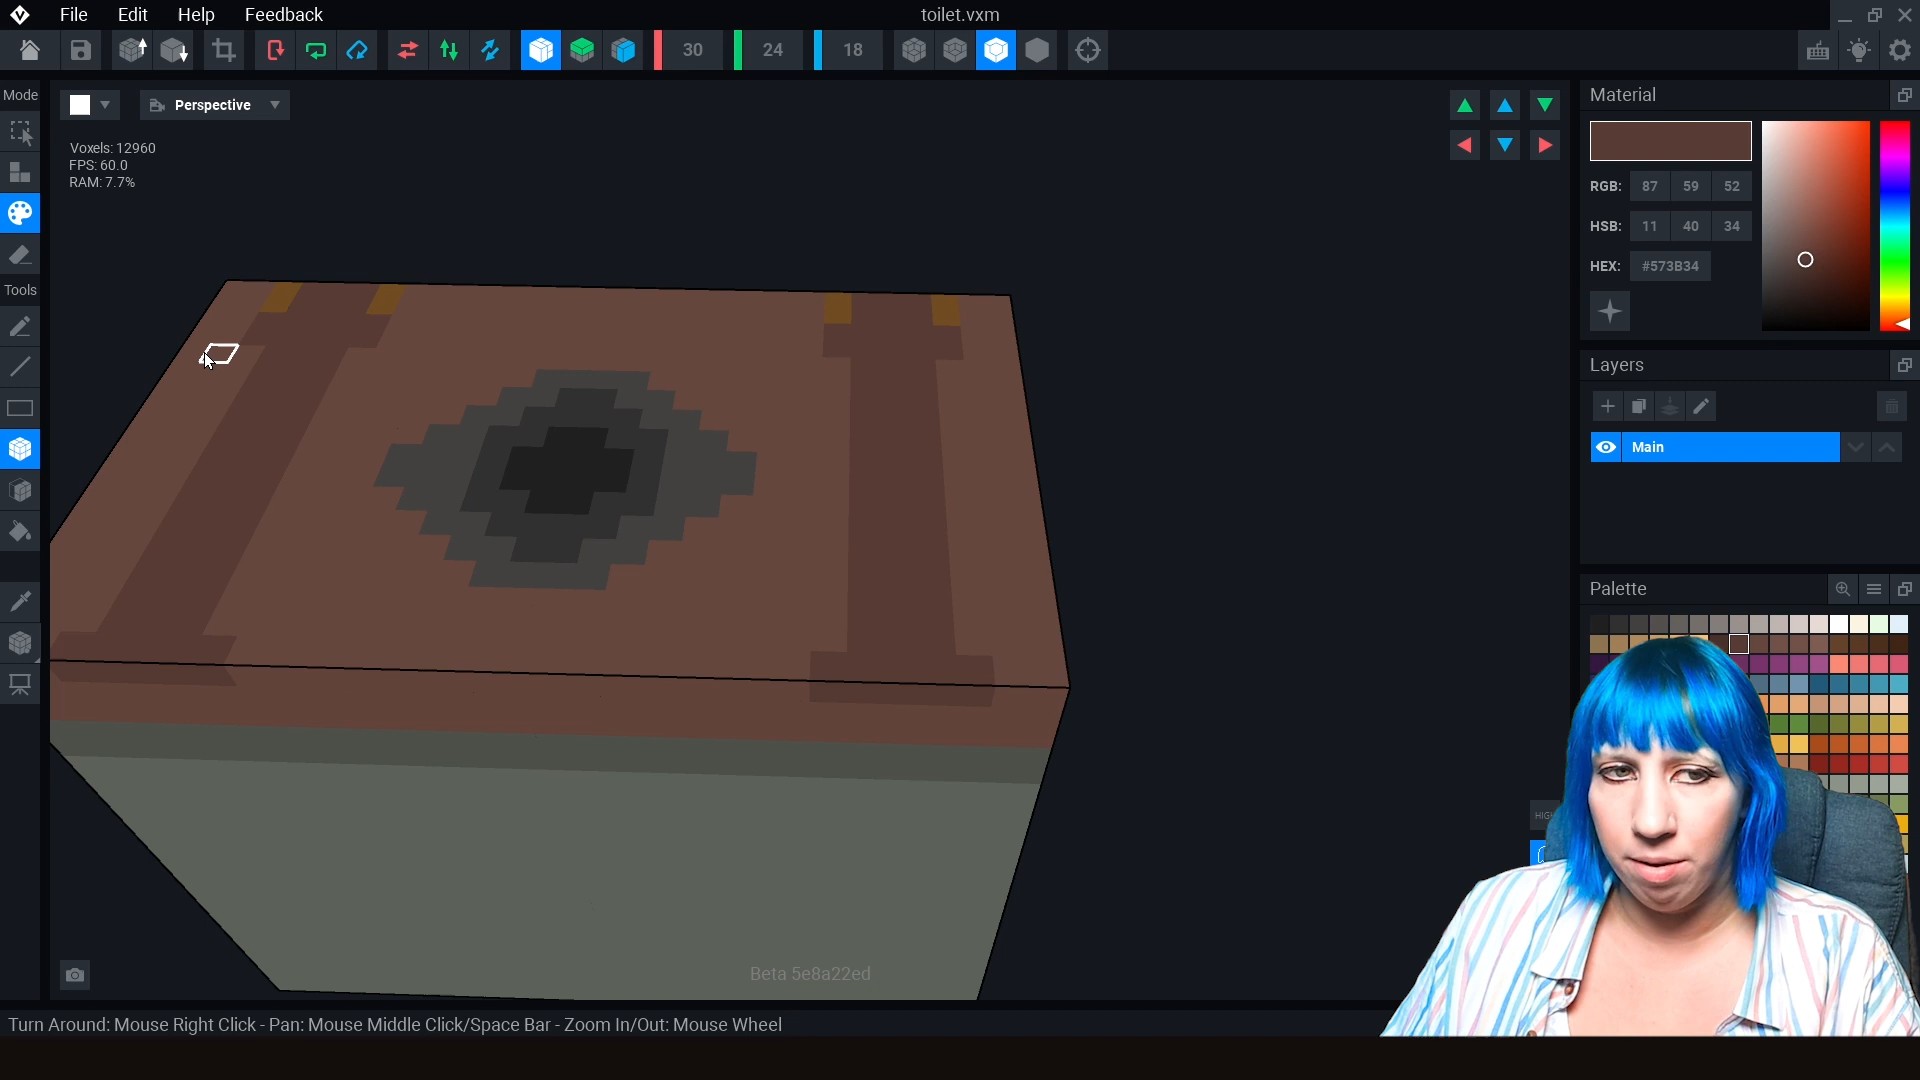 File Edit Help Feedback
toilet.vxm
30 24 18
Mode
Tools
Perspective
Voxels: 12960
FPS: 60.0
RAM: 7.7%
Material
RGB: 87 59 52
HSB: 11 40 34
HEX: #573B34
Layers
Main
Palette
Beta 5e8a22ed
Turn Around: Mouse Right Click - Pan: Mouse Middle Click/Space Bar - Zoom In/Out: Mouse Wheel